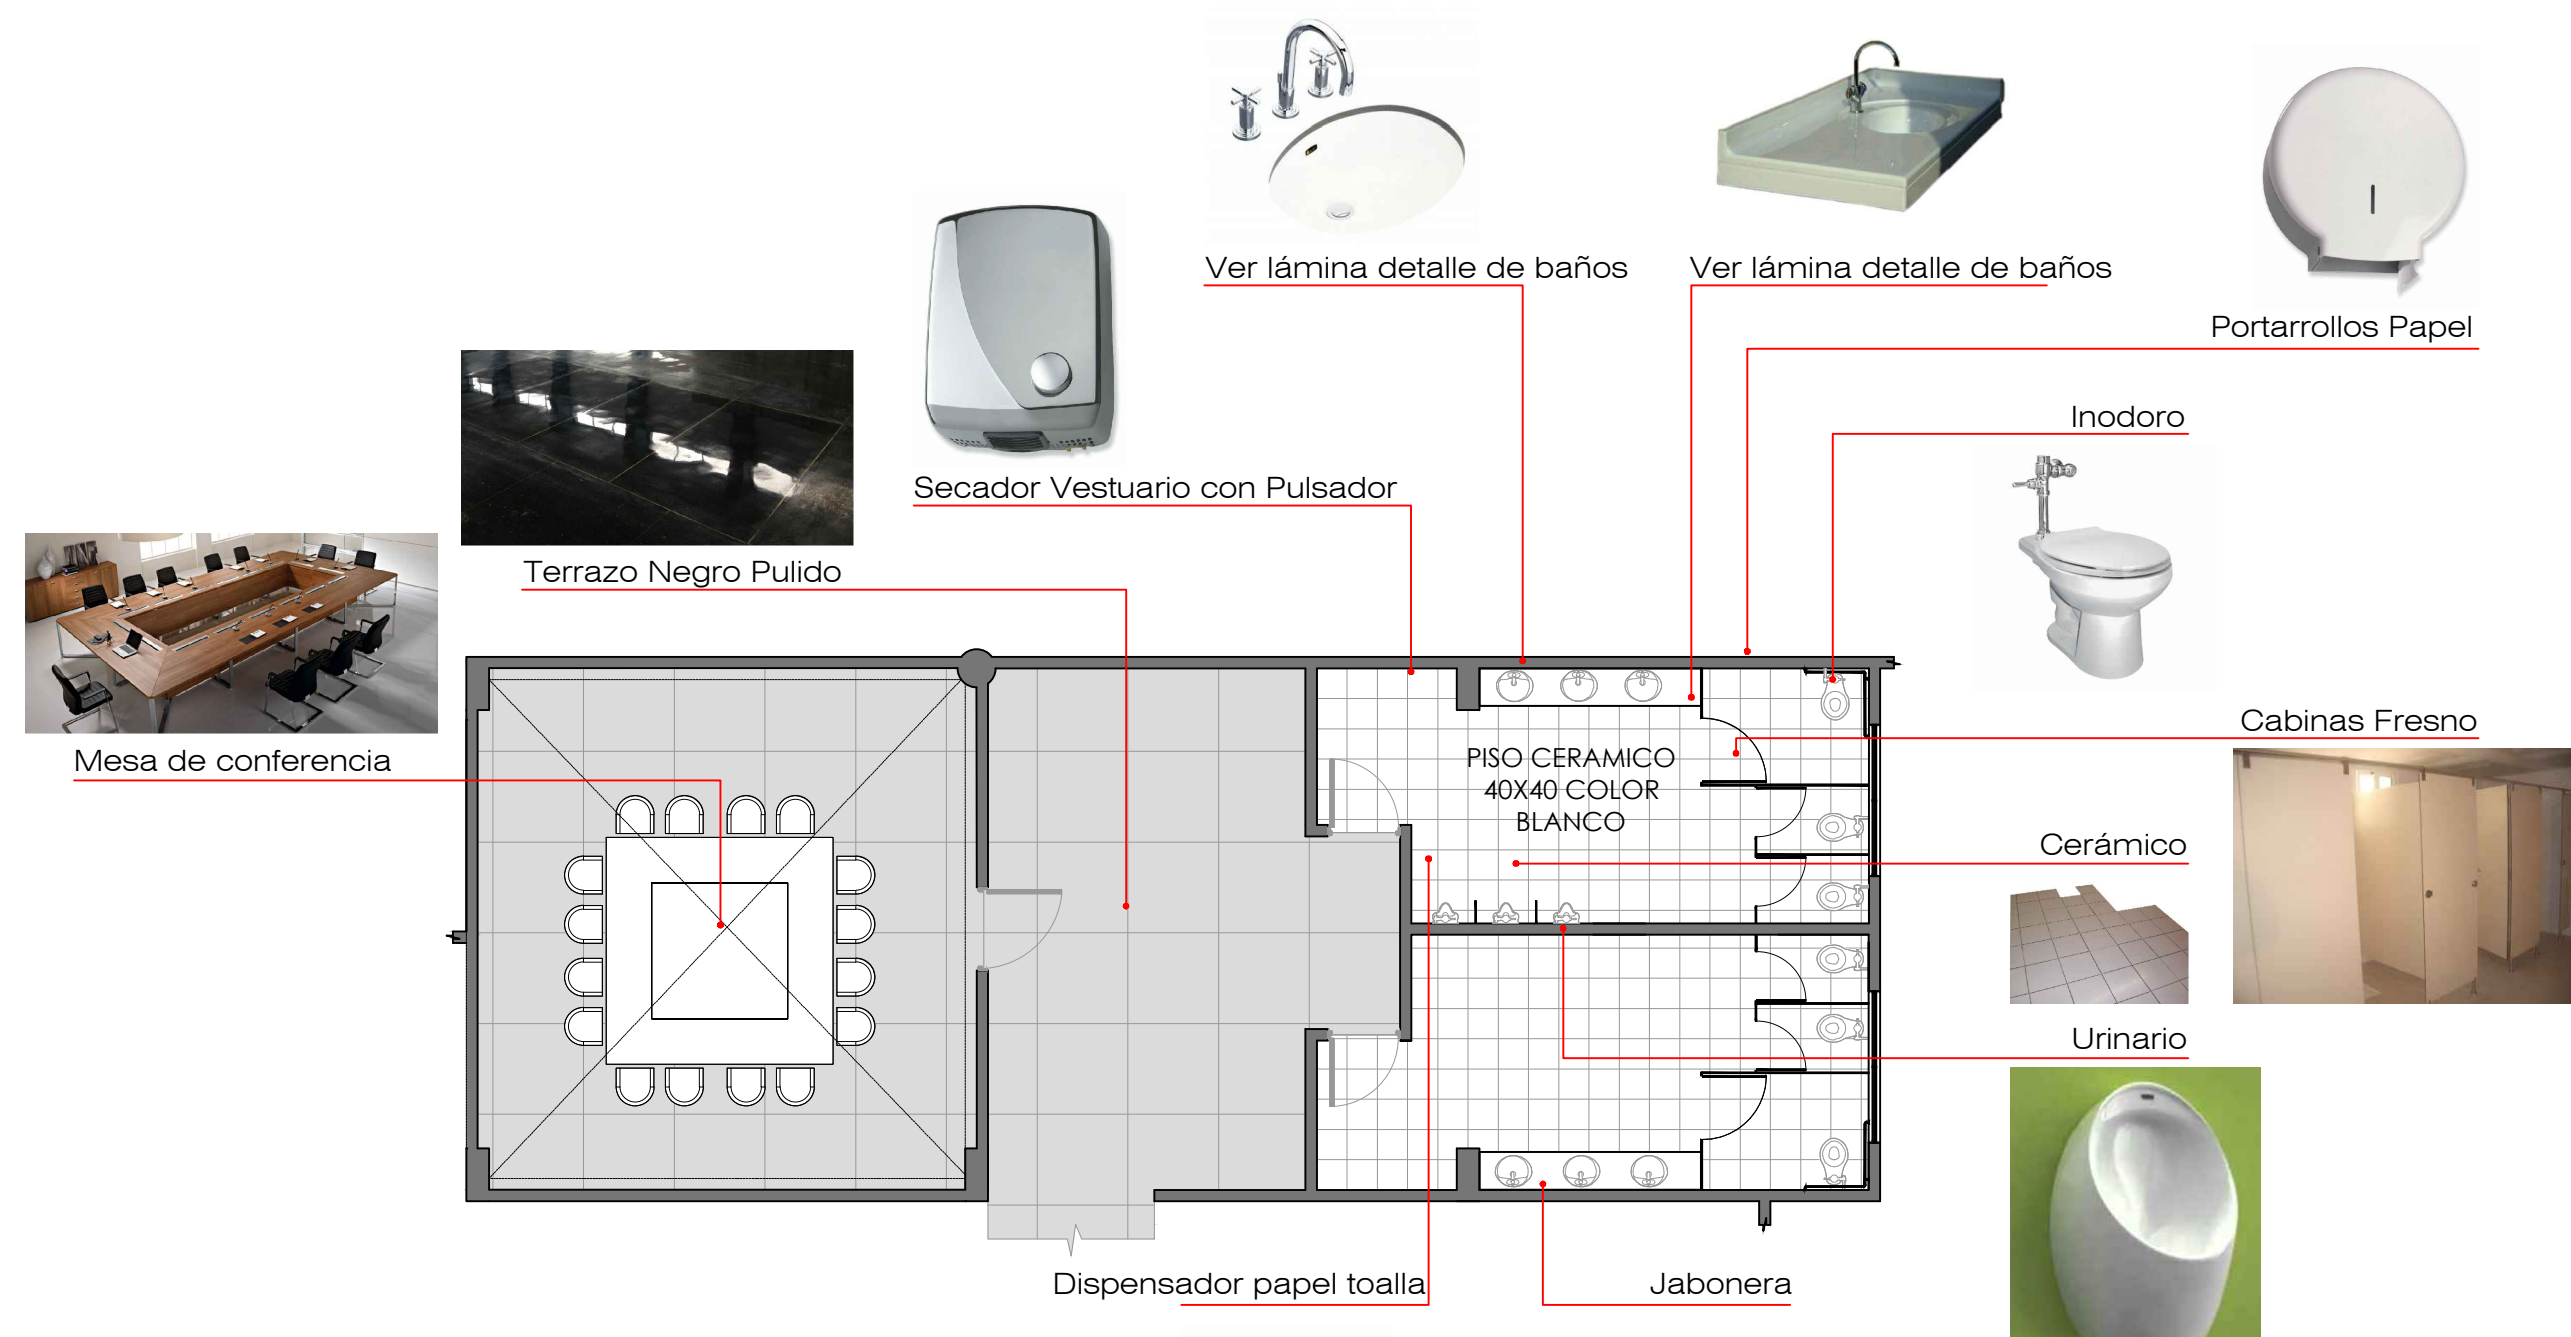 Ver lámina detalle de baños
Ver lámina detalle de baños
Portarrollos Papel
Inodoro
Secador Vestuario con Pulsador
Terrazo Negro Pulido
Cabinas Fresno
Mesa de conferencia
PISO CERAMICO
40X40 COLOR
BLANCO
Cerámico
Urinario
Dispensador papel toalla
Jabonera